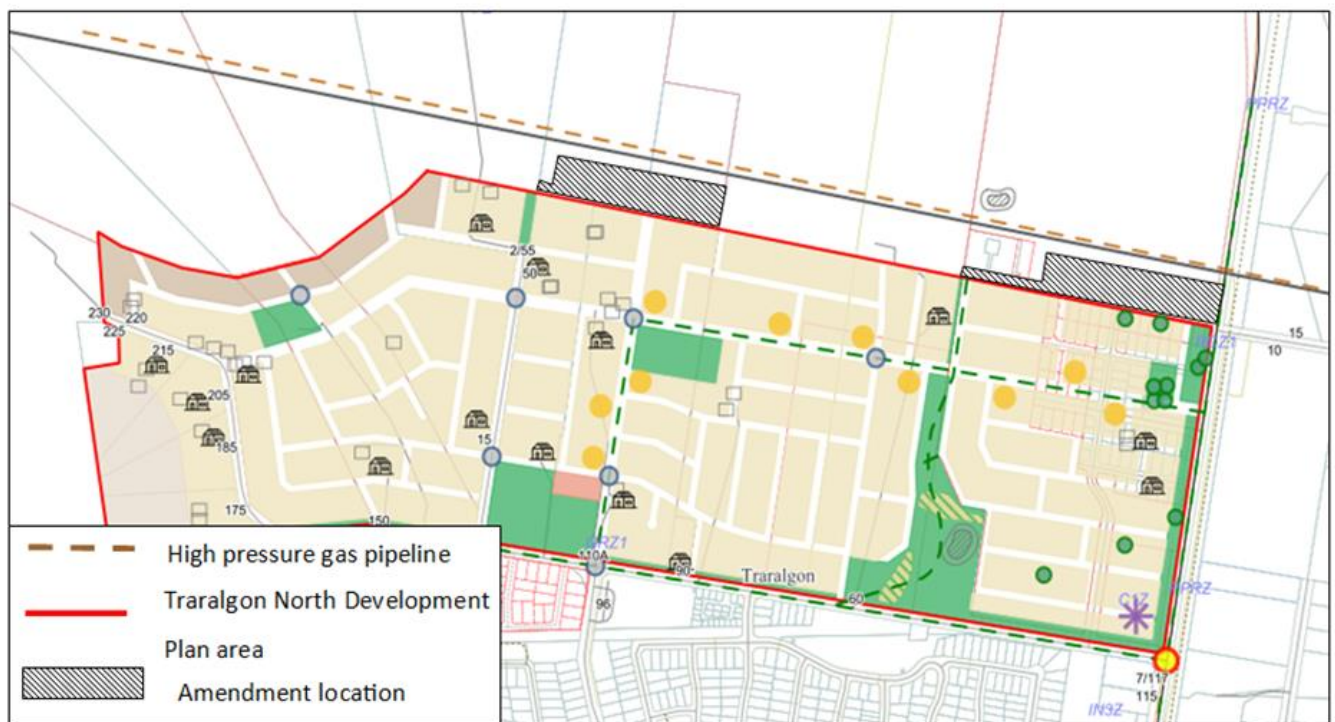 PPRZ
2/55
50
230
220
225
215
15
10
205
185
15
175
150
GRZ1
110A
90
Traralgon
60
96
C1Z
PPRZ
7/117
115
IN3Z
High pressure gas pipeline
Traralgon North Development
Plan area
Amendment location